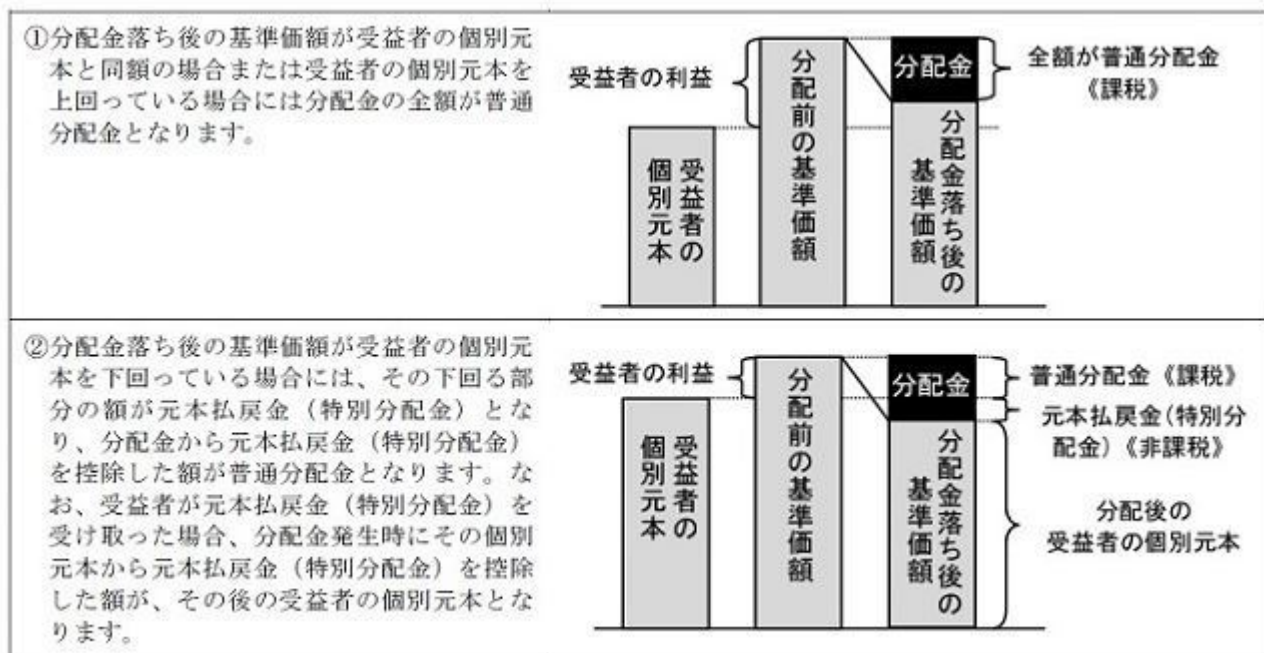 ①分配金落ち後の基準価額が受益者の個別元
本と同額の場合または受益者の個別元本を
上回っている場合には分配金の全額が普通
分配金となります。
受益者の利益
受益者の
個別元本
分配前の基準価額
分配金
分配金落ち後の
基準価額
全額が普通分配金
《課税》
②分配金落ち後の基準価額が受益者の個別元
本を下回っている場合には、その下回る部
分の額が元本払戻金（特別分配金）とな
り、分配金から元本払戻金（特別分配金）
を控除した額が普通分配金となります。な
お、受益者が元本払戻金（特別分配金）を
受け取った場合、分配金発生時にその個別
元本から元本払戻金（特別分配金）を控除
した額が、その後の受益者の個別元本とな
ります。
受益者の利益
受益者の
個別元本
分配前の基準価額
分配金
分配金落ち後の
基準価額
普通分配金《課税》
元本払戻金（特別分
配金）《非課税》
分配後の
受益者の個別元本